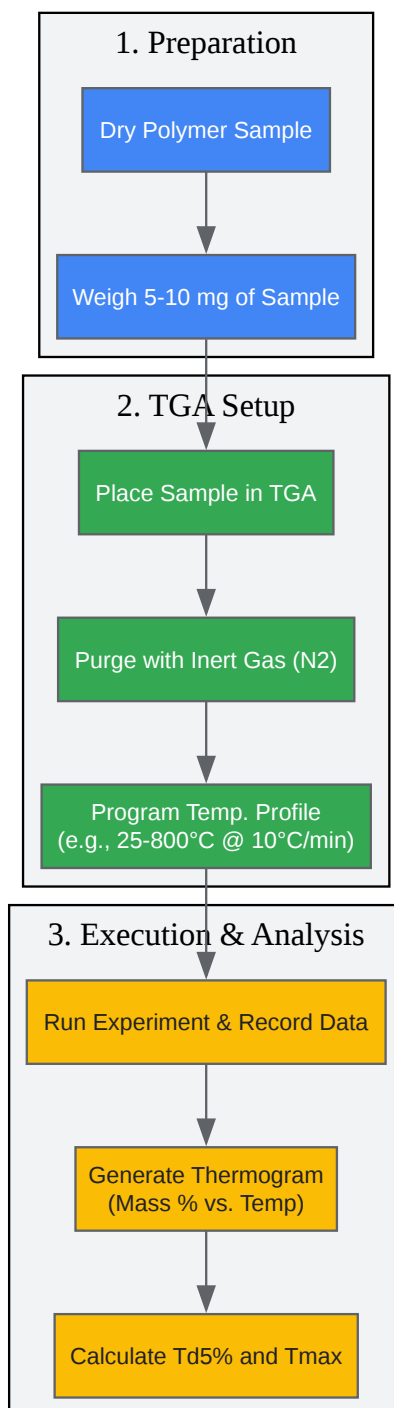 1. Preparation
Dry Polymer Sample
Weigh 5-10 mg of Sample
2. TGA Setup
Place Sample in TGA
Purge with Inert Gas (N2)
Program Temp. Profile
(e.g., 25-800°C @ 10°C/min)
3. Execution & Analysis
Run Experiment & Record Data
Generate Thermogram
(Mass % vs. Temp)
Calculate Td5% and Tmax